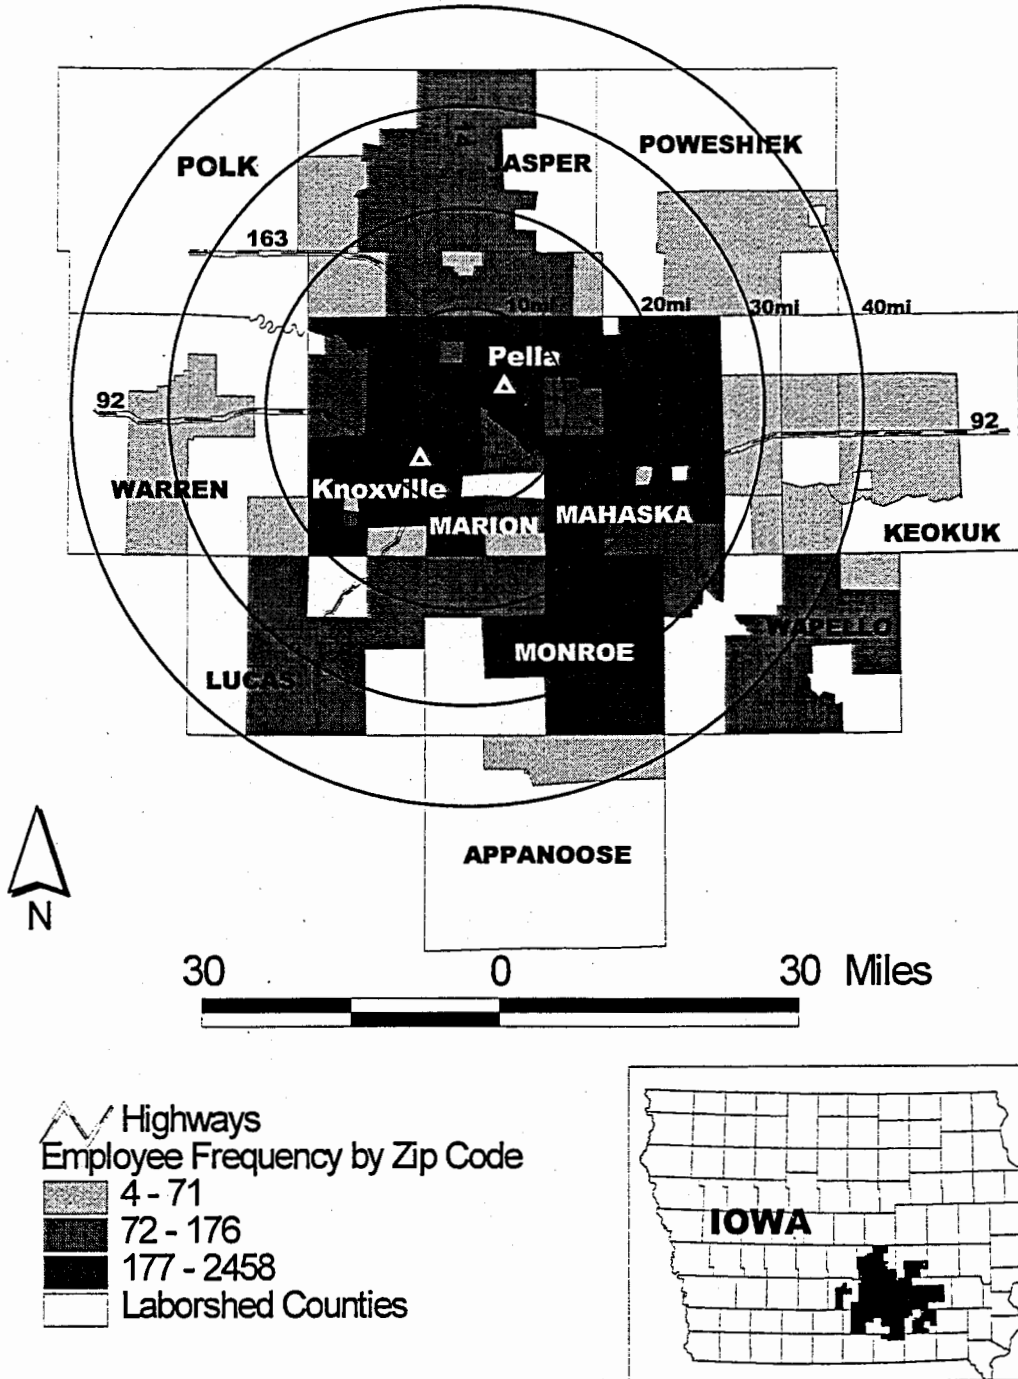 POLK
JASPER
POWESHIEK
163
10mi
20mi
30mi
40mi
Pella
92
92
WARREN
Knoxville
MARION
MAHASKA
KEOKUK
WAPELLO
MONROE
LUCAS
APPANOOSE
N
30 0 30 Miles
Highways
Employee Frequency by Zip Code
4 - 71
72 - 176
177 - 2458
Laborshed Counties
IOWA